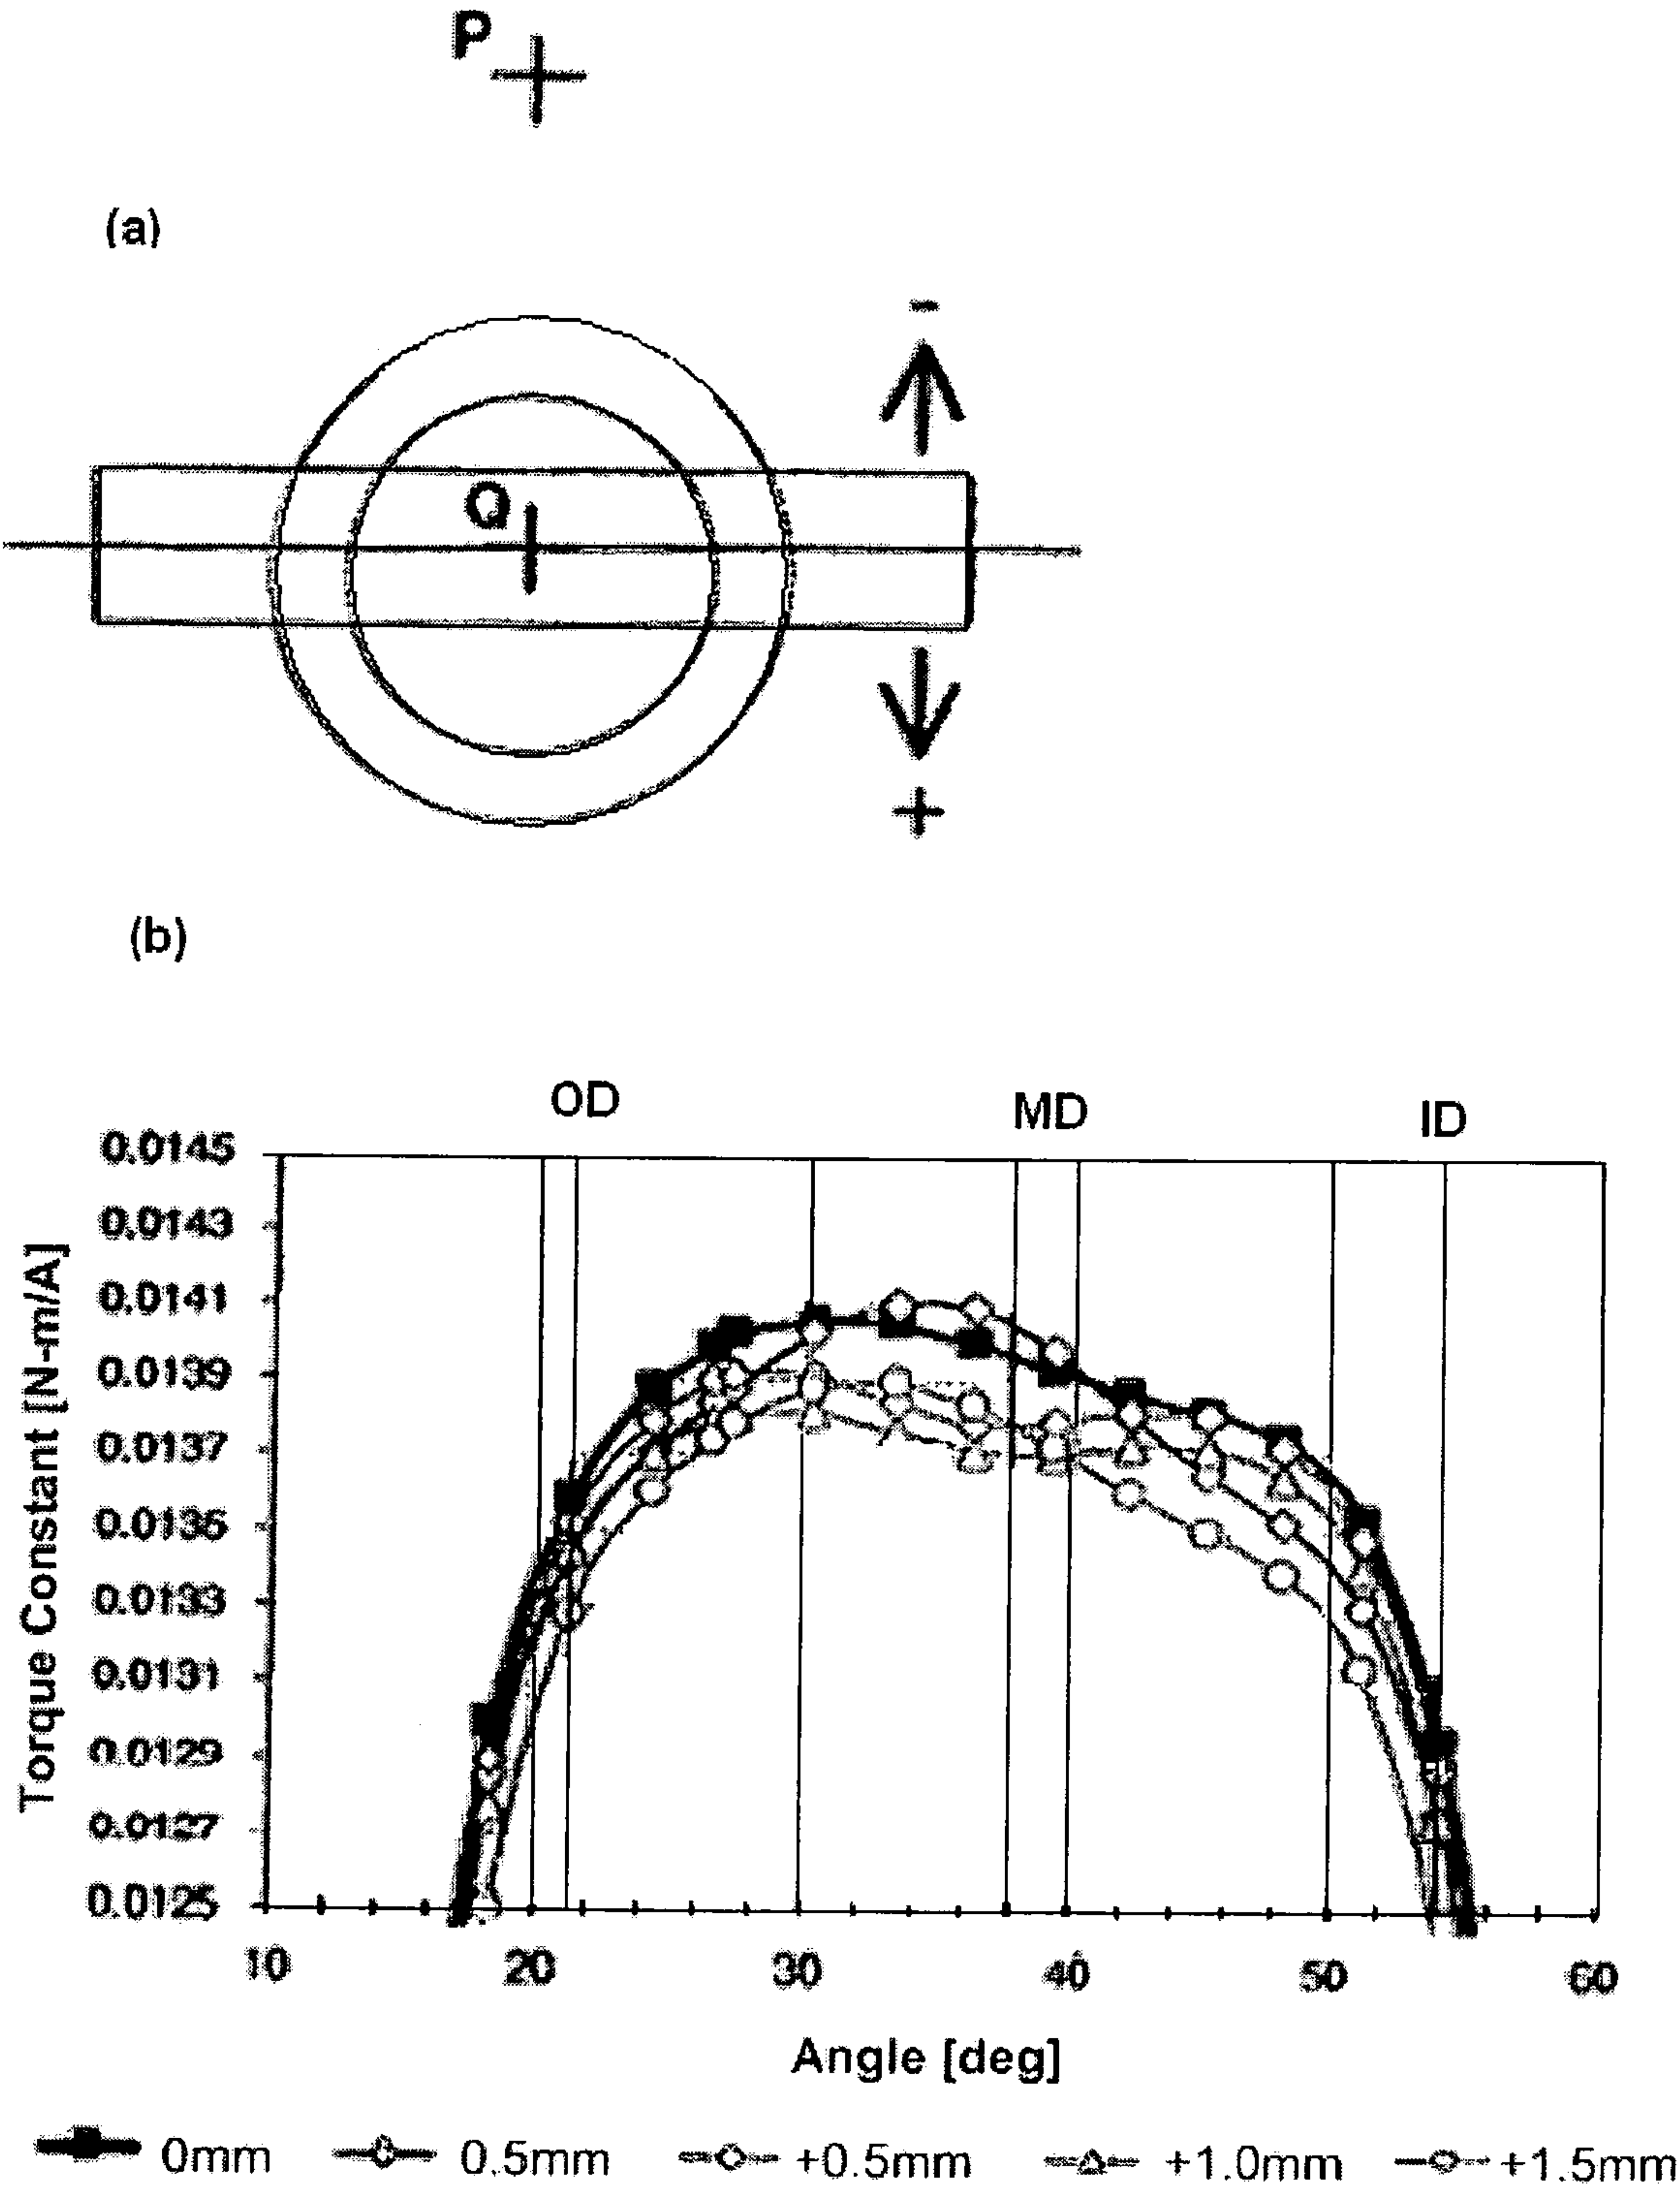 P
(a)
-
Q
+
(b)
OD MD ID
0.0145
0.0143
0.0141
0.0139
0.0137
0.0135
0.0133
0.0131
0.0129
0.0127
0.0125
Torque Constant [N-m/A]
10 20 30 40 50 60
Angle [deg]
0mm 0.5mm +0.5mm +1.0mm +1.5mm